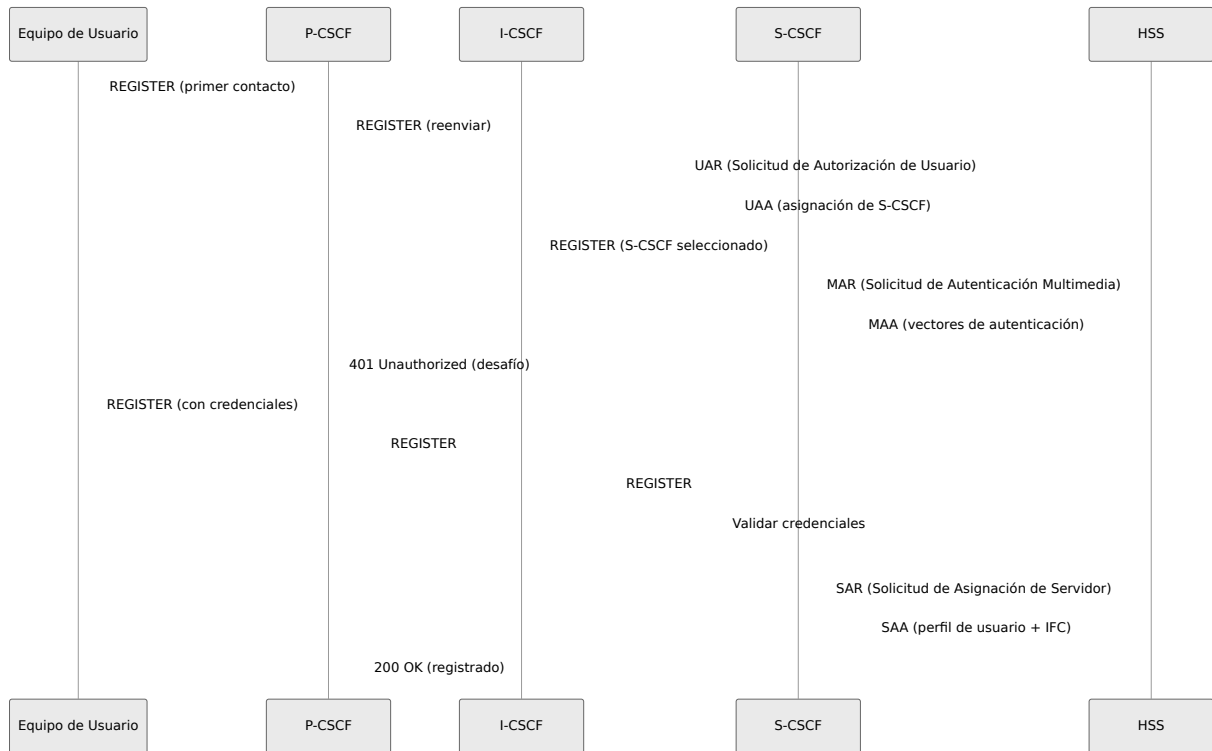 Equipo de Usuario
P-CSCF
I-CSCF
S-CSCF
HSS
REGISTER (primer contacto)
REGISTER (reenviar)
UAR (Solicitud de Autorización de Usuario)
UAA (asignación de S-CSCF)
REGISTER (S-CSCF seleccionado)
MAR (Solicitud de Autenticación Multimedia)
MAA (vectores de autenticación)
401 Unauthorized (desafío)
REGISTER (con credenciales)
REGISTER
REGISTER
Validar credenciales
SAR (Solicitud de Asignación de Servidor)
SAA (perfil de usuario + IFC)
200 OK (registrado)
Equipo de Usuario
P-CSCF
I-CSCF
S-CSCF
HSS